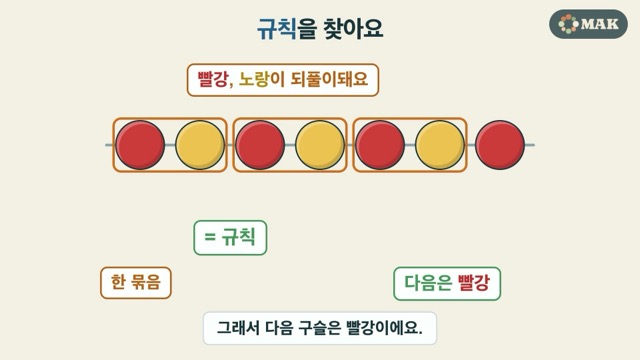 규칙을 찾아요
MAK
빨강, 노랑이 되풀이돼요
= 규칙
한 묶음
다음은 빨강
그래서 다음 구슬은 빨강이에요.